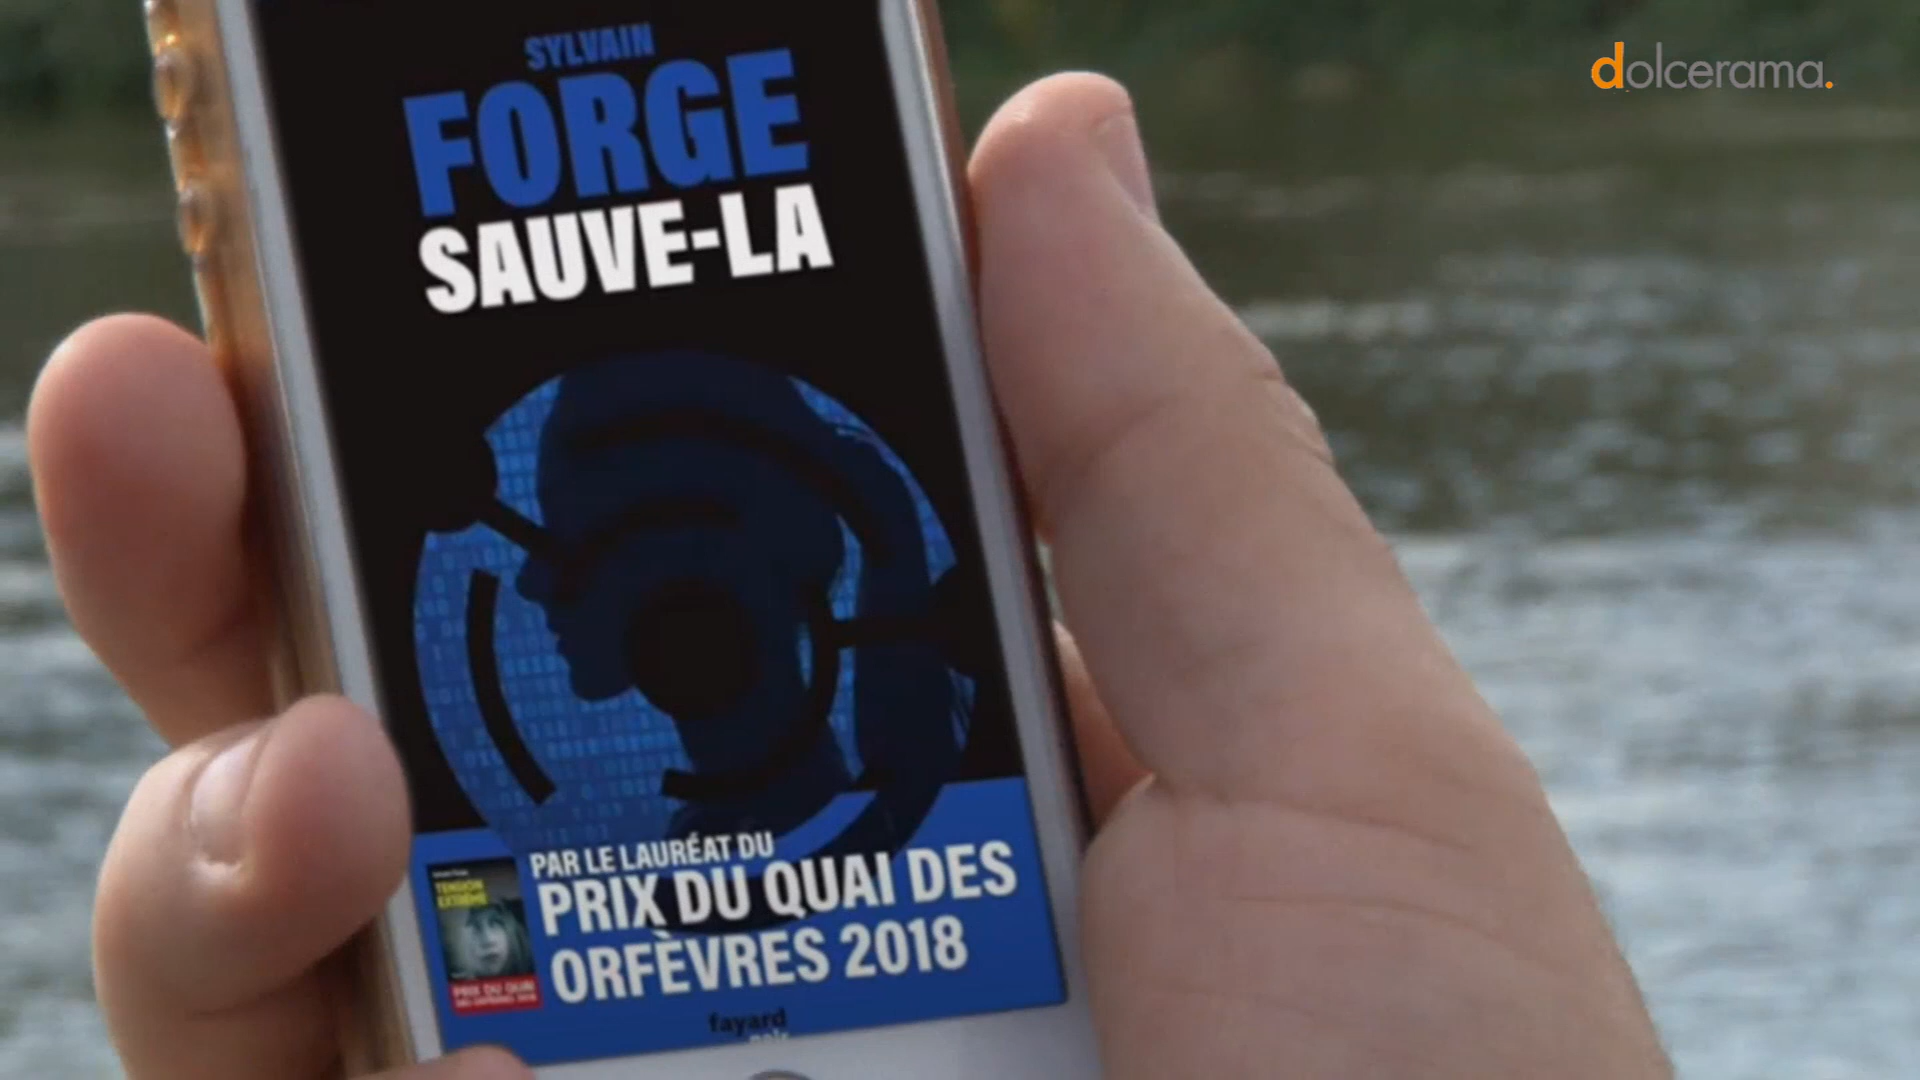 dolcerama.
SYLVAIN
FORGE
SAUVE-LA
PAR LE LAURÉAT DU
PRIX DU QUAI DES
ORFÈVRES 2018
TENSION
EXTRÊME
PRIX DU QUAI
fayard
noir